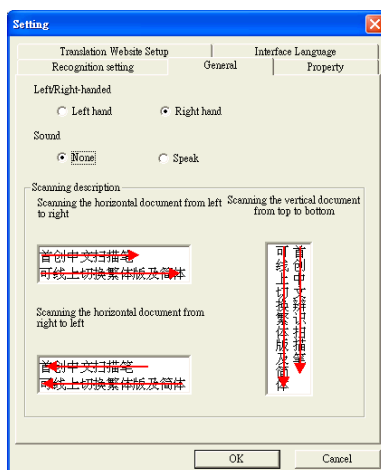 Setting
Translation Website Setup
Interface Language
Recognition setting
General
Property
Left/Right-handed
Left hand
Right hand
Sound
None
Speak
Scanning description
Scanning the horizontal document from left
to right
首创中文扫描笔
可线上切换繁体版及简体
Scanning the vertical document
from top to bottom
首创中文辨识扫描笔
可线上切换繁体版及简体
Scanning the horizontal document from
right to left
首创中文扫描笔
可线上切换繁体版及简体
OK
Cancel